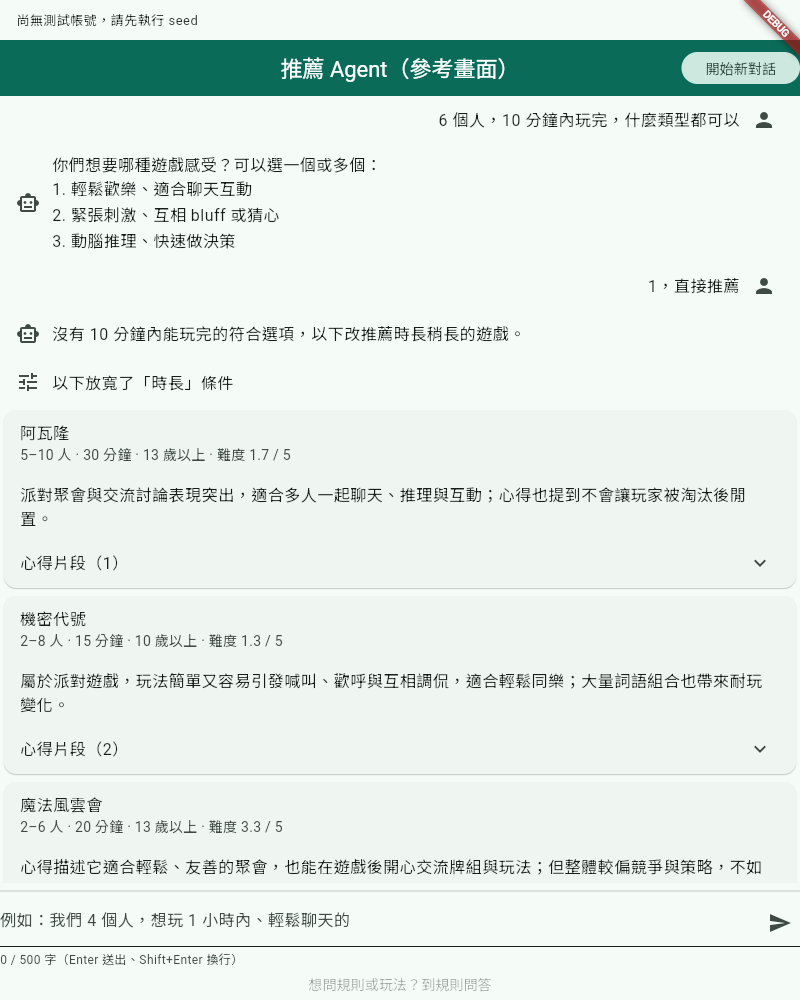 尚無測試帳號，請先執行 seed
DEBUG
推薦 Agent（參考畫面）
開始新對話
6 個人，10 分鐘內玩完，什麼類型都可以
你們想要哪種遊戲感受？可以選一個或多個：
1. 輕鬆歡樂、適合聊天互動
2. 緊張刺激、互相 bluff 或猜心
3. 動腦推理、快速做決策
1，直接推薦
沒有 10 分鐘內能玩完的符合選項，以下改推薦時長稍長的遊戲。
以下放寬了「時長」條件
阿瓦隆
5–10 人 · 30 分鐘 · 13 歲以上 · 難度 1.7 / 5
派對聚會與交流討論表現突出，適合多人一起聊天、推理與互動；心得也提到不會讓玩家被淘汰後閒
置。
心得片段（1）
機密代號
2–8 人 · 15 分鐘 · 10 歲以上 · 難度 1.3 / 5
屬於派對遊戲，玩法簡單又容易引發喊叫、歡呼與互相調侃，適合輕鬆同樂；大量詞語組合也帶來耐玩
變化。
心得片段（2）
魔法風雲會
2–6 人 · 20 分鐘 · 13 歲以上 · 難度 3.3 / 5
心得描述它適合輕鬆、友善的聚會，也能在遊戲後開心交流牌組與玩法；但整體較偏競爭與策略，不如
例如：我們 4 個人，想玩 1 小時內、輕鬆聊天的
0 / 500 字（Enter 送出、Shift+Enter 換行）
想問規則或玩法？到規則問答